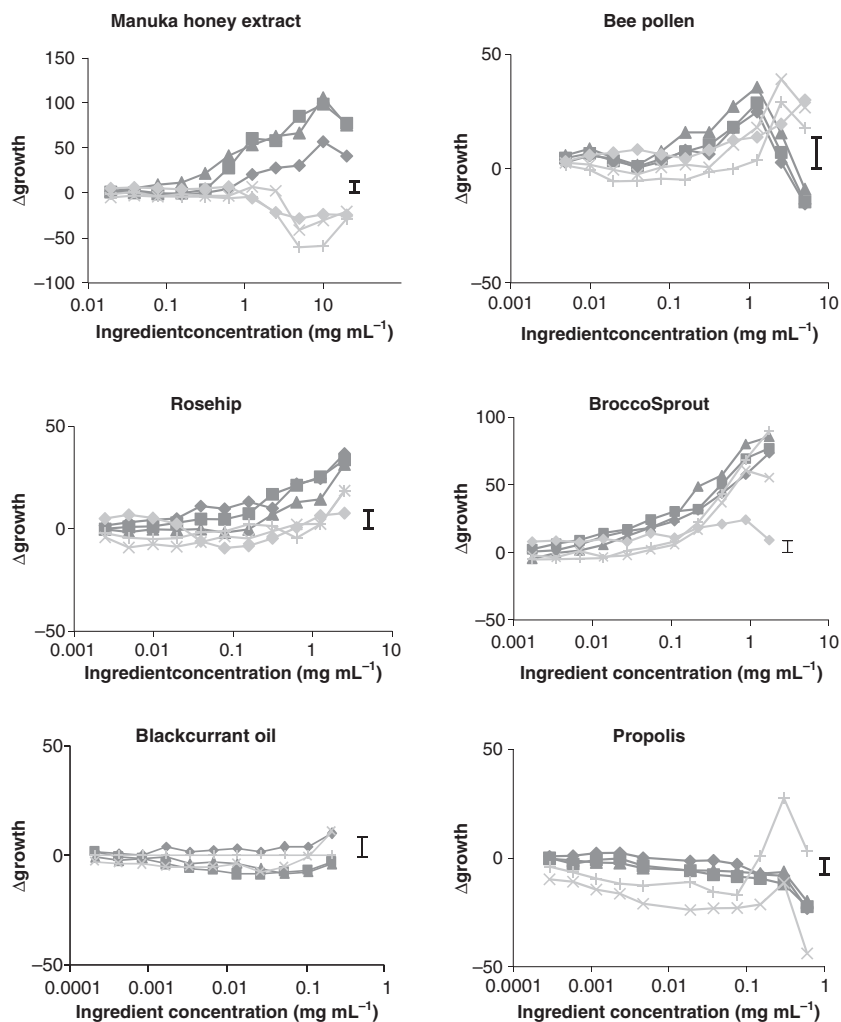 Manuka honey extract
150
100
50
0
−50
−100
Δgrowth
0.01
0.1
1
10
Ingredientconcentration (mg mL⁻¹)
Bee pollen
50
0
−50
Δgrowth
0.001
0.01
0.1
1
10
Ingredientconcentration (mg mL⁻¹)
Rosehip
50
0
−50
Δgrowth
0.001
0.01
0.1
1
10
Ingredientconcentration (mg mL⁻¹)
BroccoSprout
100
50
0
−50
Δgrowth
0.001
0.01
0.1
1
10
Ingredient concentration (mg mL⁻¹)
Blackcurrant oil
50
0
−50
Δgrowth
0.0001
0.001
0.01
0.1
1
Ingredient concentration (mg mL⁻¹)
Propolis
50
0
−50
Δgrowth
0.0001
0.001
0.01
0.1
1
Ingredient concentration (mg mL⁻¹)